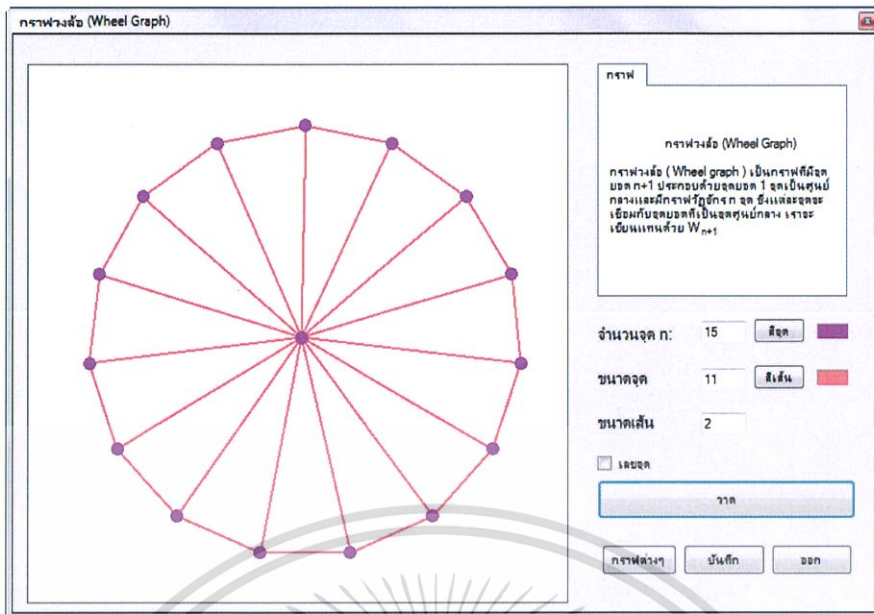 กราฟวงล้อ (Wheel Graph)
กราฟ
กราฟวงล้อ (Wheel Graph)
กราฟวงล้อ ( Wheel graph ) เป็นกราฟที่มีจุด
ยอด n+1 ประกอบด้วยจุดยอด 1 จุดเป็นศูนย์
กลางและมีกราฟวัฏจักร n จุด ซึ่งแต่ละจุดจะ
เชื่อมกับจุดยอดที่เป็นจุดศูนย์กลาง เราจะ
เขียนแทนด้วย W n+1
จำนวนจุด n: 15 สีจุด
ขนาดจุด 11 สีเส้น
ขนาดเส้น 2
เลขจุด
วาด
กราฟต่างๆ บันทึก ออก